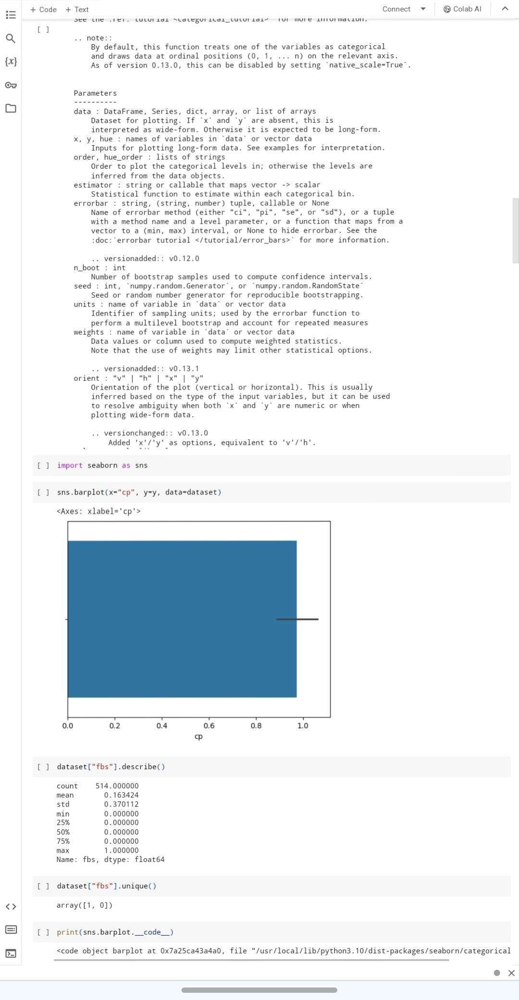 + Code + Text
Connect
Colab AI
See the :ref:`tutorial <categorical_tutorial>` for more information.
[ ]
.. note::
By default, this function treats one of the variables as categorical
and draws data at ordinal positions (0, 1, ... n) on the relevant axis.
As of version 0.13.0, this can be disabled by setting `native_scale=True`.
Parameters
----------
data : DataFrame, Series, dict, array, or list of arrays
Dataset for plotting. If `x` and `y` are absent, this is
interpreted as wide-form. Otherwise it is expected to be long-form.
x, y, hue : names of variables in `data` or vector data
Inputs for plotting long-form data. See examples for interpretation.
order, hue_order : lists of strings
Order to plot the categorical levels in; otherwise the levels are
inferred from the data objects.
estimator : string or callable that maps vector -> scalar
Statistical function to estimate within each categorical bin.
errorbar : string, (string, number) tuple, callable or None
Name of errorbar method (either "ci", "pi", "se", or "sd"), or a tuple
with a method name and a level parameter, or a function that maps from a
vector to a (min, max) interval, or None to hide errorbar. See the
:doc:`errorbar tutorial </tutorial/error_bars>` for more information.
.. versionadded:: v0.12.0
n_boot : int
Number of bootstrap samples used to compute confidence intervals.
seed : int, `numpy.random.Generator`, or `numpy.random.RandomState`
Seed or random number generator for reproducible bootstrapping.
units : name of variable in `data` or vector data
Identifier of sampling units; used by the errorbar function to
perform a multilevel bootstrap and account for repeated measures
weights : name of variable in `data` or vector data
Data values or column used to compute weighted statistics.
Note that the use of weights may limit other statistical options.
.. versionadded:: v0.13.1
orient : "v" | "h" | "x" | "y"
Orientation of the plot (vertical or horizontal). This is usually
inferred based on the type of the input variables, but it can be used
to resolve ambiguity when both `x` and `y` are numeric or when
plotting wide-form data.
.. versionchanged:: v0.13.0
Added 'x'/'y' as options, equivalent to 'v'/'h'.
[ ] import seaborn as sns
[ ] sns.barplot(x="cp", y=y, data=dataset)
<Axes: xlabel='cp'>
0.0 0.2 0.4 0.6 0.8 1.0
cp
[ ] dataset["fbs"].describe()
count 514.000000
mean 0.163424
std 0.370112
min 0.000000
25% 0.000000
50% 0.000000
75% 0.000000
max 1.000000
Name: fbs, dtype: float64
[ ] dataset["fbs"].unique()
array([1, 0])
[ ] print(sns.barplot.__code__)
<code object barplot at 0x7a25ca43a4a0, file "/usr/local/lib/python3.10/dist-packages/seaborn/categorical